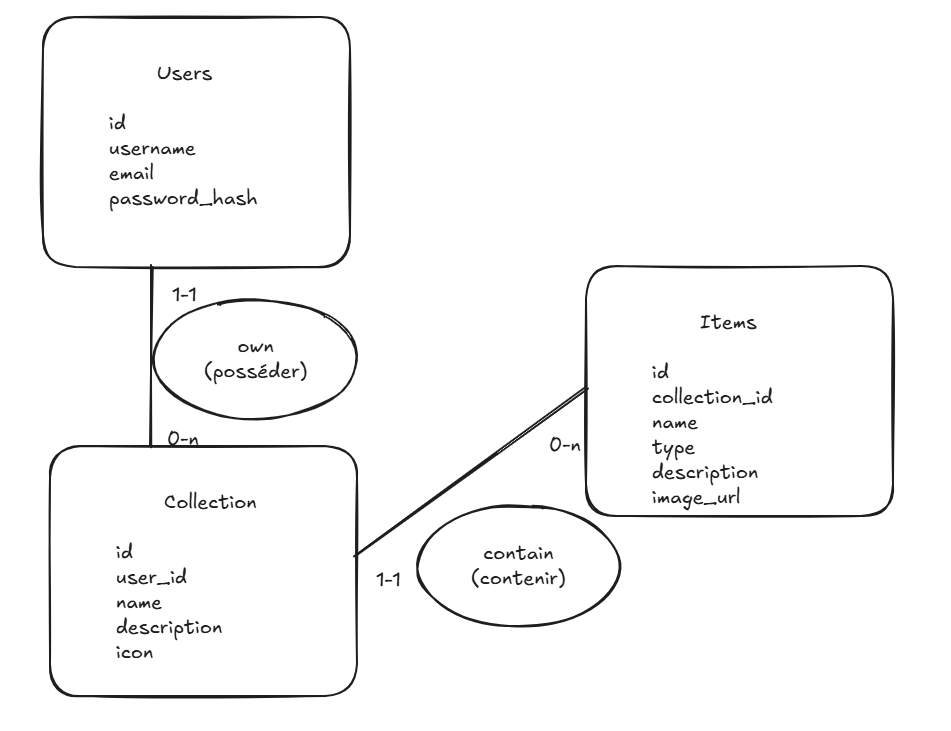 Users
id
username
email
password_hash
1-1
own
(posséder)
0-n
Collection
id
user_id
name
description
icon
1-1
contain
(contenir)
0-n
Items
id
collection_id
name
type
description
image_url